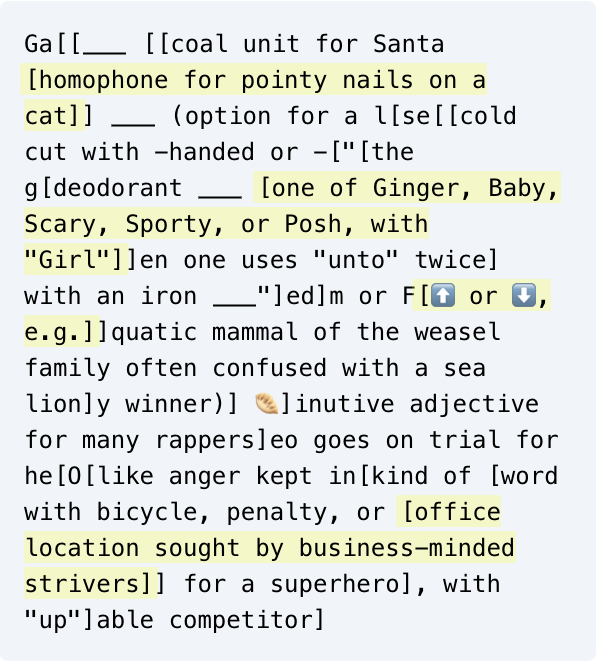 Ga[[___ [[coal unit for Santa
[homophone for pointy nails on a
cat]] ___ (option for a l[se[[cold
cut with -handed or -["[the
g[deodorant ___ [one of Ginger, Baby,
Scary, Sporty, or Posh, with
"Girl"]]en one uses "unto" twice]
with an iron ___"]ed]m or F[⬆️ or ⬇️,
e.g.]]quatic mammal of the weasel
family often confused with a sea
lion]y winner)] 🥟]inutive adjective
for many rappers]eo goes on trial for
he[O[like anger kept in[kind of [word
with bicycle, penalty, or [office
location sought by business-minded
strivers]] for a superhero], with
"up"]able competitor]